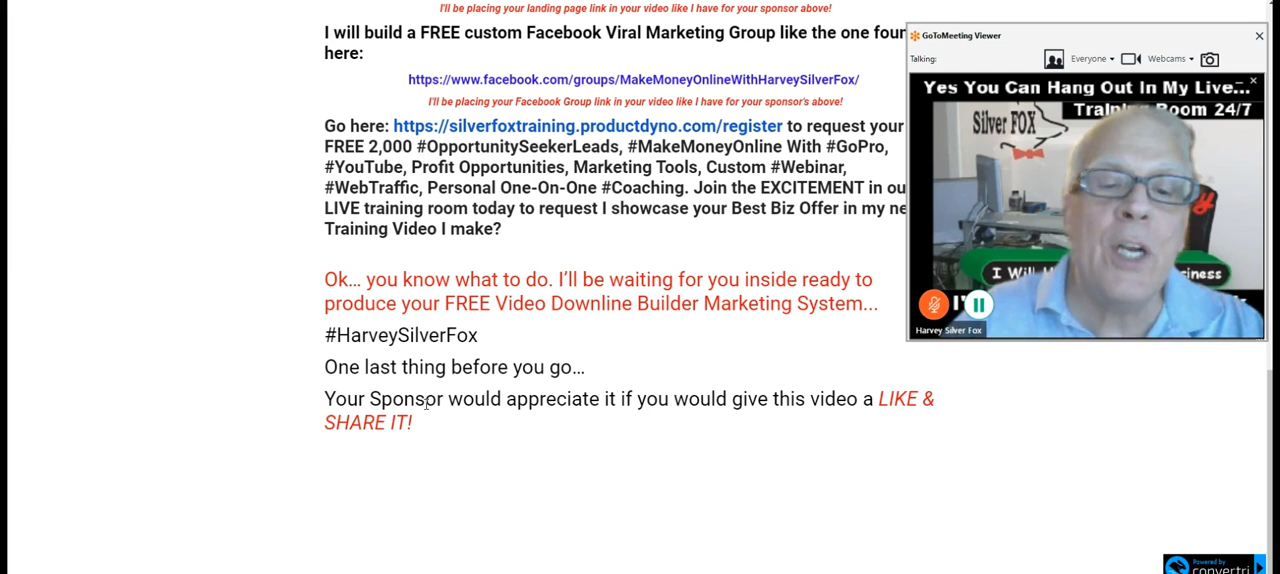 I'll be placing your landing page link in your video like I have for your sponsor above!
I will build a FREE custom Facebook Viral Marketing Group like the one
here:
https://www.facebook.com/groups/MakeMoneyOnlineWithHarveySilverFox/
I'll be placing your Facebook Group link in your video like I have for your sponsor's above!
Go here: https://silverfoxtraining.productdyno.com/register to request your
FREE 2,000 #OpportunitySeekerLeads, #MakeMoneyOnline With #GoPro,
#YouTube, Profit Opportunities, Marketing Tools, Custom #Webinar,
#WebTraffic, Personal One-On-One #Coaching. Join the EXCITEMENT in
LIVE training room today to request I showcase your Best Biz Offer in my
Training Video I make?
Ok... you know what to do. I'll be waiting for you inside ready to
produce your FREE Video Downline Builder Marketing System...
#HarveySilverFox
One last thing before you go...
Your Sponsor would appreciate it if you would give this video a LIKE &
SHARE IT!
GoToMeeting Viewer
Talking:
Everyone
Webcams
Yes You Can Hang Out In My Live...
Training Room 24/7
Silver FOX
I Will
Harvey Silver Fox
Powered by
convertri